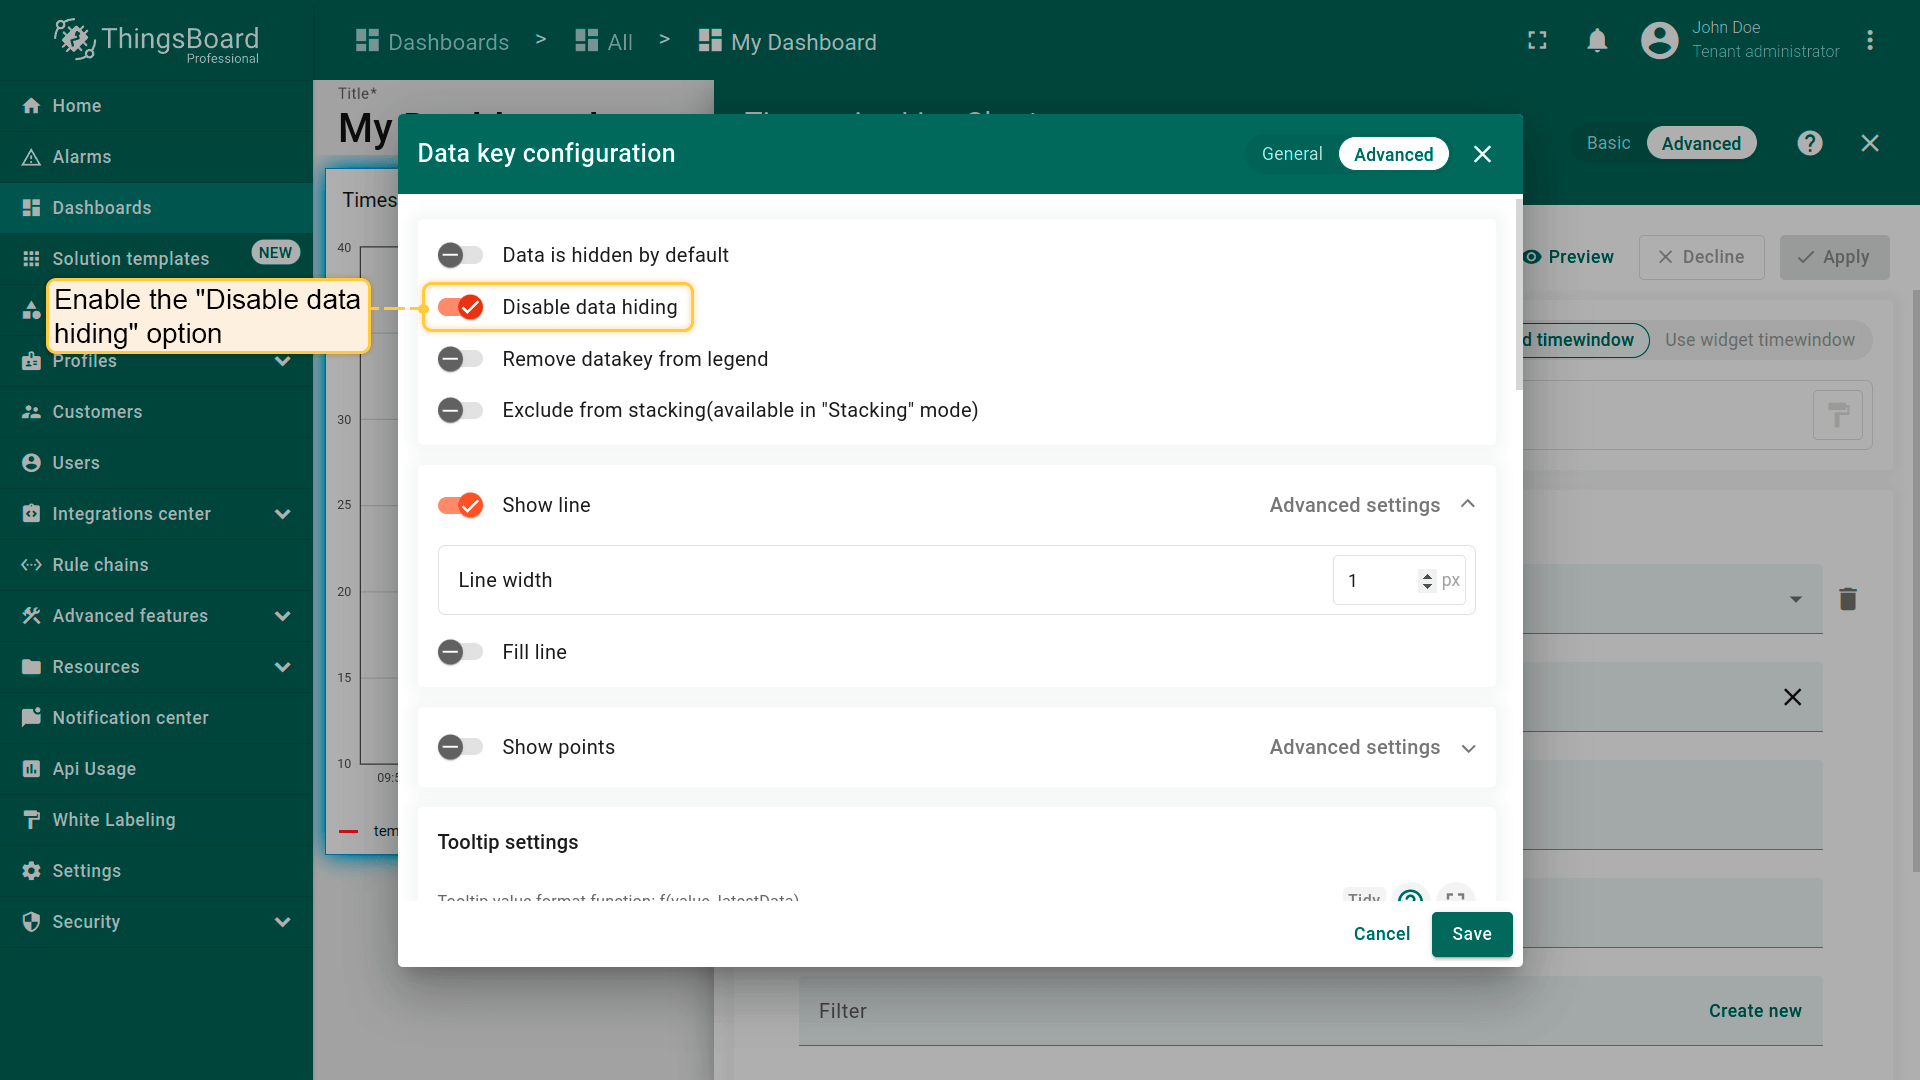 ThingsBoard
Professional
Dashboards > All > My Dashboard
John Doe
Tenant administrator
Home
Alarms
Dashboards
Solution templates
NEW
Profiles
Customers
Users
Integrations center
Rule chains
Advanced features
Resources
Notification center
Api Usage
White Labeling
Settings
Security
Enable the "Disable data
hiding" option
Title*
My
Times
40
30
25
20
15
10
09:5
tem
Basic
Advanced
Preview
Decline
Apply
d timewindow
Use widget timewindow
Data key configuration
General
Advanced
Data is hidden by default
Disable data hiding
Remove datakey from legend
Exclude from stacking(available in "Stacking" mode)
Show line
Advanced settings
Line width
1
px
Fill line
Show points
Advanced settings
Tooltip settings
Tooltip value format function: f(value, latestData)
Tidy
Cancel
Save
Filter
Create new